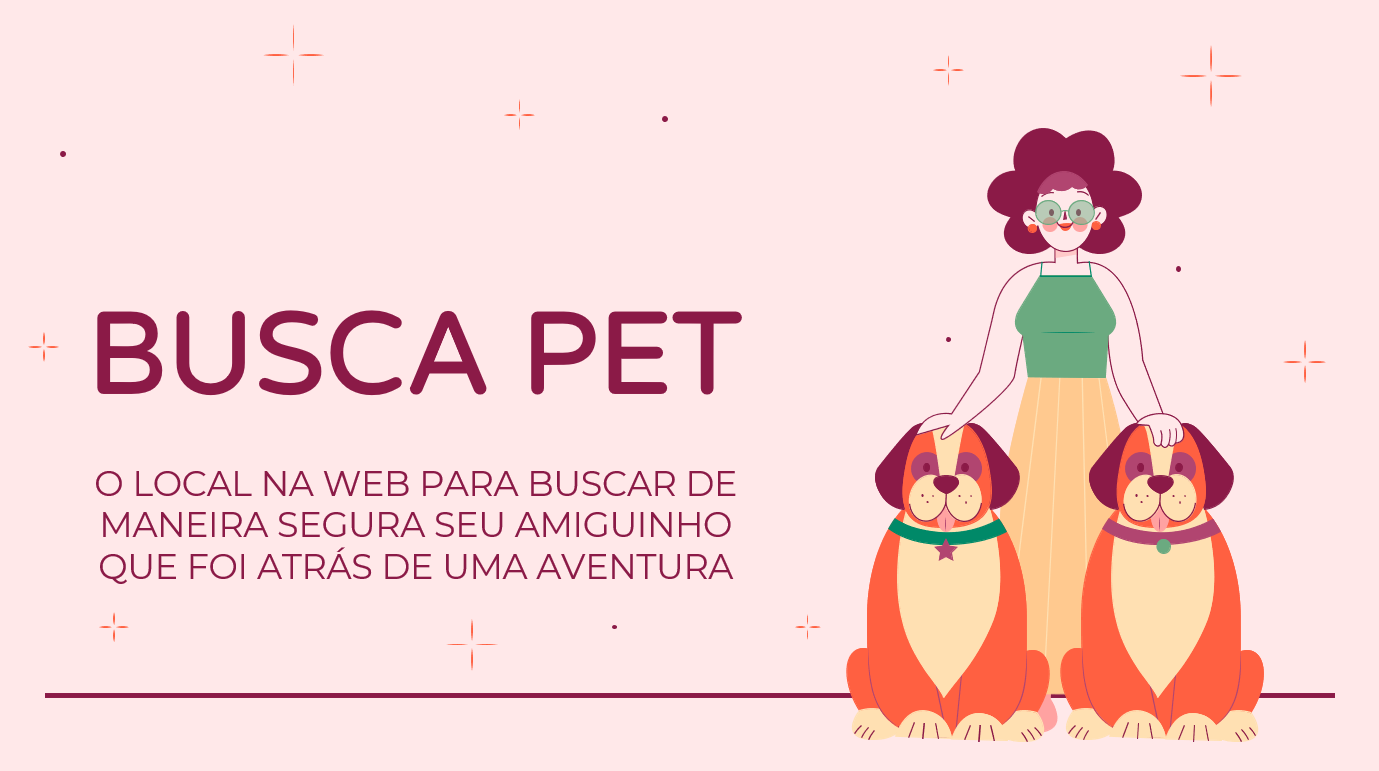 BUSCA PET
O LOCAL NA WEB PARA BUSCAR DE
MANEIRA SEGURA SEU AMIGUINHO
QUE FOI ATRÁS DE UMA AVENTURA